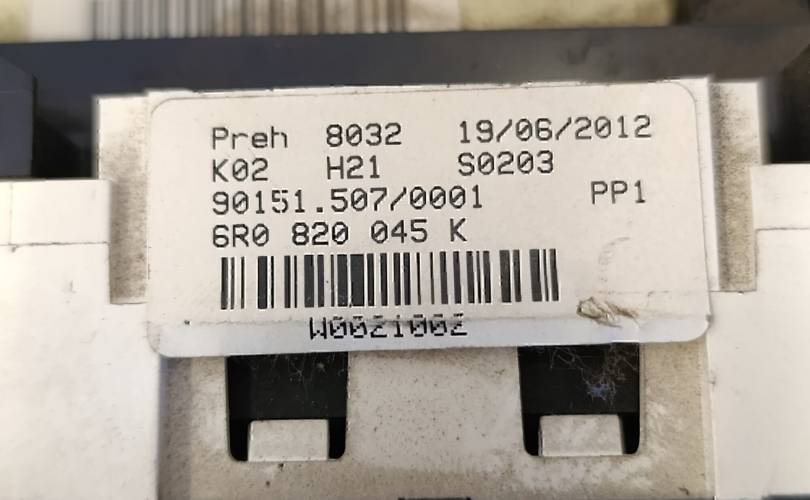 Preh 8032 19/06/2012
K02 H21 S0203
90151.507/0001 PP1
6R0 820 045 K
W0021002